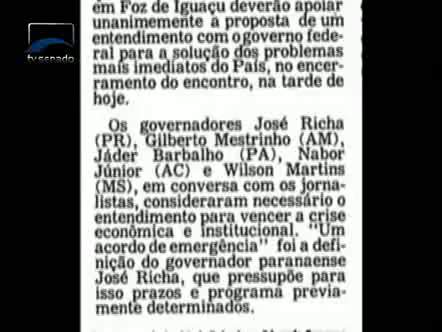 tv senado
em Foz de Iguaçu deverão apoiar
unanimemente a proposta de um
entendimento com o governo fede-
ral para a solução dos problemas
mais imediatos do País, no encer-
ramento do encontro, na tarde de
hoje.
Os governadores José Richa
(PR), Gilberto Mestrinho (AM),
Jáder Barbalho (PA), Nabor
Júnior (AC) e Wilson Martins
(MS), em conversa com os jorna-
listas, consideraram necessário o
entendimento para vencer a crise
econômica e institucional. "Um
acordo de emergência" foi a defi-
nição do governador paranaense
José Richa, que pressupõe para
isso prazos e programa previa-
mente determinados.